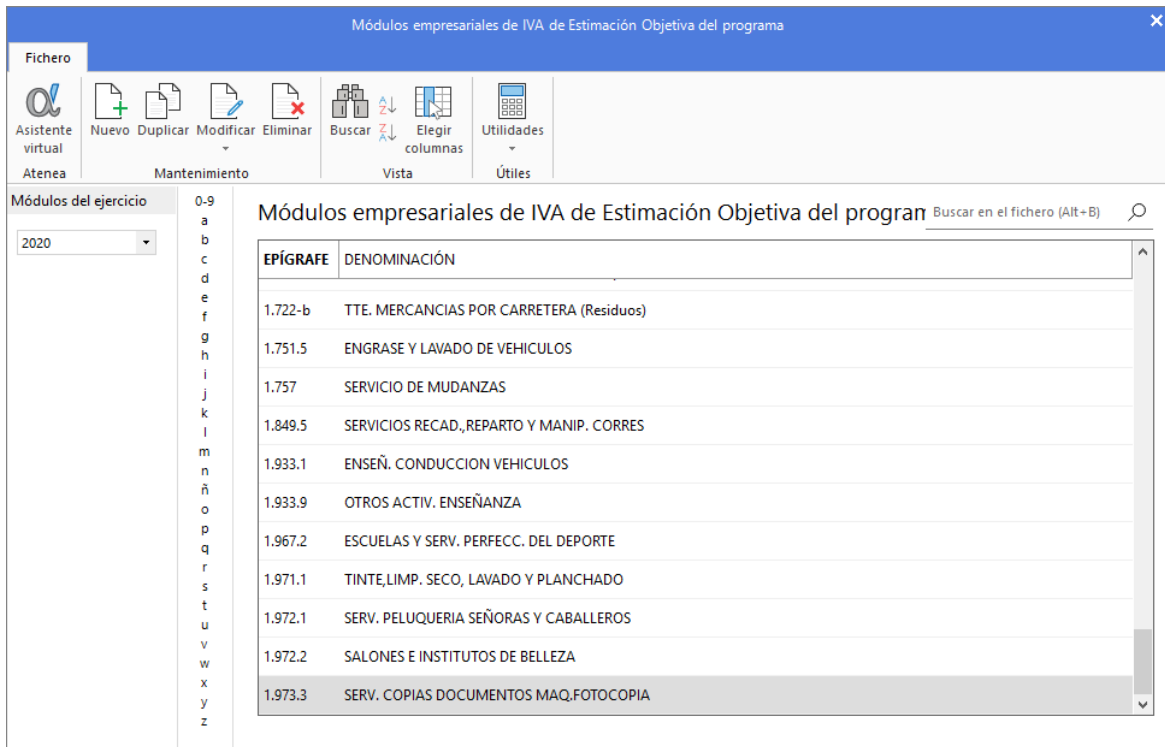 Módulos empresariales de IVA de Estimación Objetiva del programa
Fichero
Asistente virtual
Nuevo Duplicar Modificar Eliminar
Buscar
Elegir columnas
Utilidades
Atenea Mantenimiento Vista Útiles
Módulos del ejercicio
2020
0-9
a
b
c
d
e
f
g
h
i
j
k
l
m
n
ñ
o
p
q
r
s
t
u
v
w
x
y
z
Módulos empresariales de IVA de Estimación Objetiva del program
Buscar en el fichero (Alt+B)
EPÍGRAFE DENOMINACIÓN
1.722-b TTE. MERCANCIAS POR CARRETERA (Residuos)
1.751.5 ENGRASE Y LAVADO DE VEHICULOS
1.757 SERVICIO DE MUDANZAS
1.849.5 SERVICIOS RECAD.,REPARTO Y MANIP. CORRES
1.933.1 ENSEÑ. CONDUCCION VEHICULOS
1.933.9 OTROS ACTIV. ENSEÑANZA
1.967.2 ESCUELAS Y SERV. PERFECC. DEL DEPORTE
1.971.1 TINTE,LIMP. SECO, LAVADO Y PLANCHADO
1.972.1 SERV. PELUQUERIA SEÑORAS Y CABALLEROS
1.972.2 SALONES E INSTITUTOS DE BELLEZA
1.973.3 SERV. COPIAS DOCUMENTOS MAQ.FOTOCOPIA